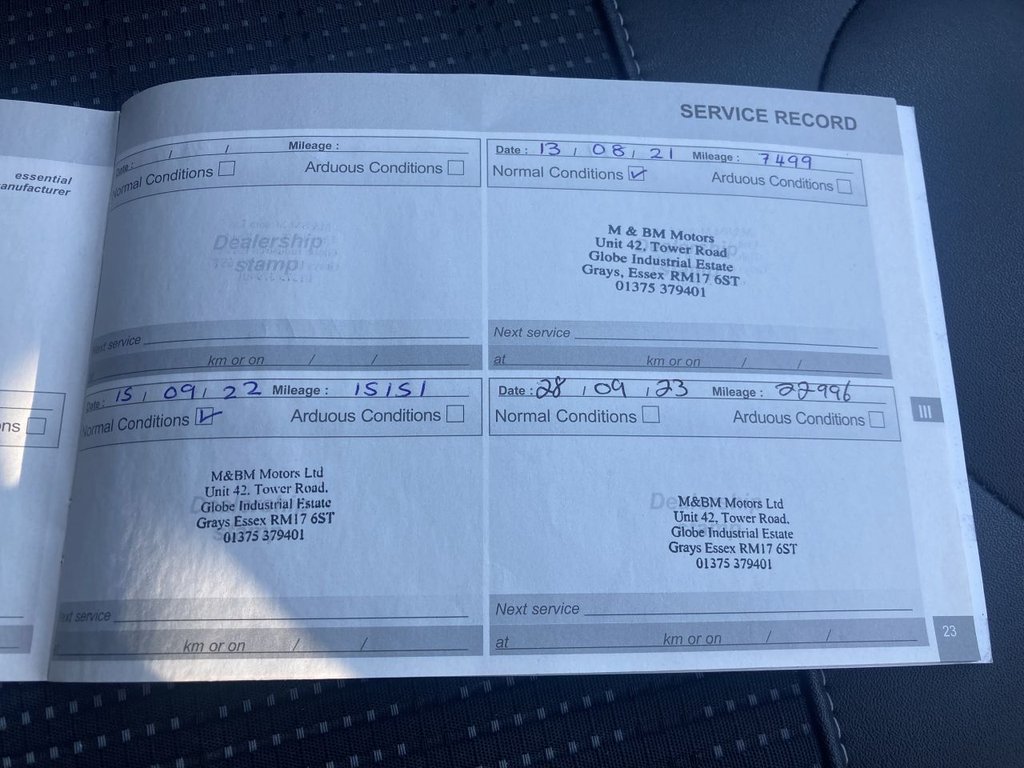 SERVICE RECORD
essential
anufacturer
Date : / / Mileage :
Normal Conditions Arduous Conditions
Dealership
stamp
Next service
km or on / /
Date : 13 / 08 / 21 Mileage : 7499
Normal Conditions Arduous Conditions
M & BM Motors
Unit 42, Tower Road
Globe Industrial Estate
Grays, Essex RM17 6ST
01375 379401
Next service
at km or on / /
ns
Date : 15 / 09 / 22 Mileage : 15151
Normal Conditions Arduous Conditions
M&BM Motors Ltd
Unit 42, Tower Road.
Globe Industrial Estate
Grays Essex RM17 6ST
01375 379401
Next service
km or on / /
Date : 28 / 09 / 23 Mileage : 22996
Normal Conditions Arduous Conditions
M&BM Motors Ltd
Unit 42, Tower Road.
Globe Industrial Estate
Grays Essex RM17 6ST
01375 379401
Next service
at km or on / /
III
23